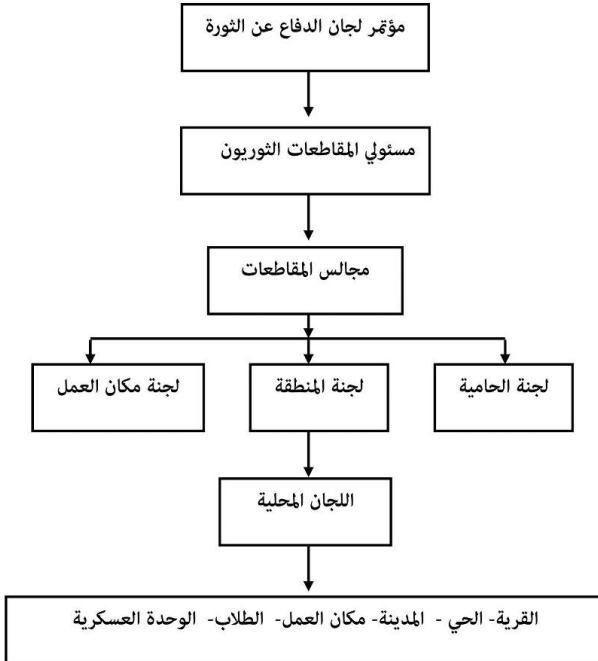 مؤتمر لجان الدفاع عن الثورة
مسئولي المقاطعات الثوريون
مجالس المقاطعات
لجنة الحامية
لجنة المنطقة
لجنة مكان العمل
اللجان المحلية
القرية- الحي - المدينة- مكان العمل- الطلاب- الوحدة العسكرية